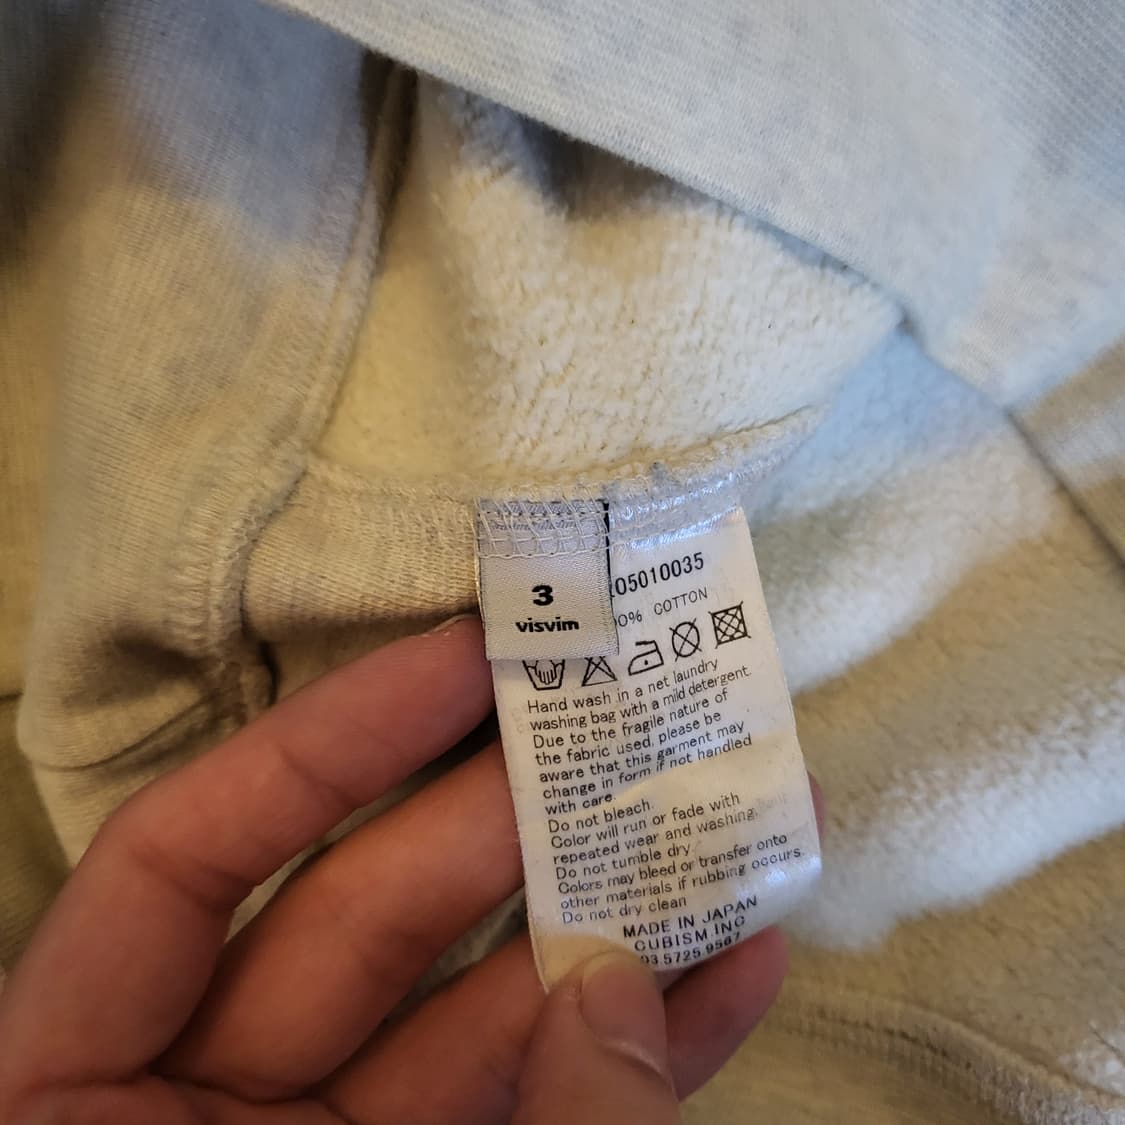 3
visvim
05010035
0% COTTON
Hand wash in a net laundry
washing bag with a mild detergent.
Due to the fragile nature of
the fabric used, please be
aware that this garment may
change in form if not handled
with care.
Do not bleach.
Color will run or fade with
repeated wear and washing.
Do not tumble dry
Colors may bleed or transfer onto
other materials if rubbing occurs.
Do not dry clean
MADE IN JAPAN
CUBISM INC
03.5725.9567